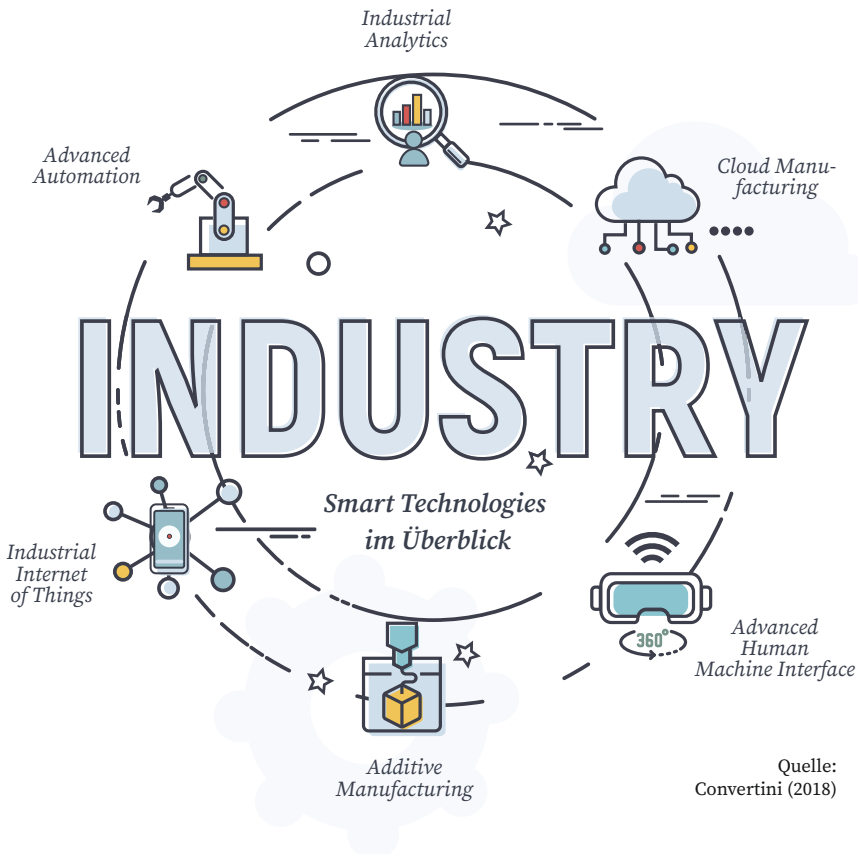 Industrial
Analytics
Advanced
Automation
Cloud Manu-
facturing
INDUSTRY
Smart Technologies
im Überblick
Industrial
Internet
of Things
360°
Advanced
Human
Machine Interface
Additive
Manufacturing
Quelle:
Convertini (2018)